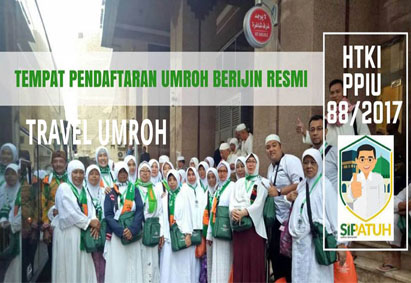 TEMPAT PENDAFTARAN UMROH BERIJIN RESMI
TRAVEL UMROH
HTKI
PPIU
88/2017
SIPATUH